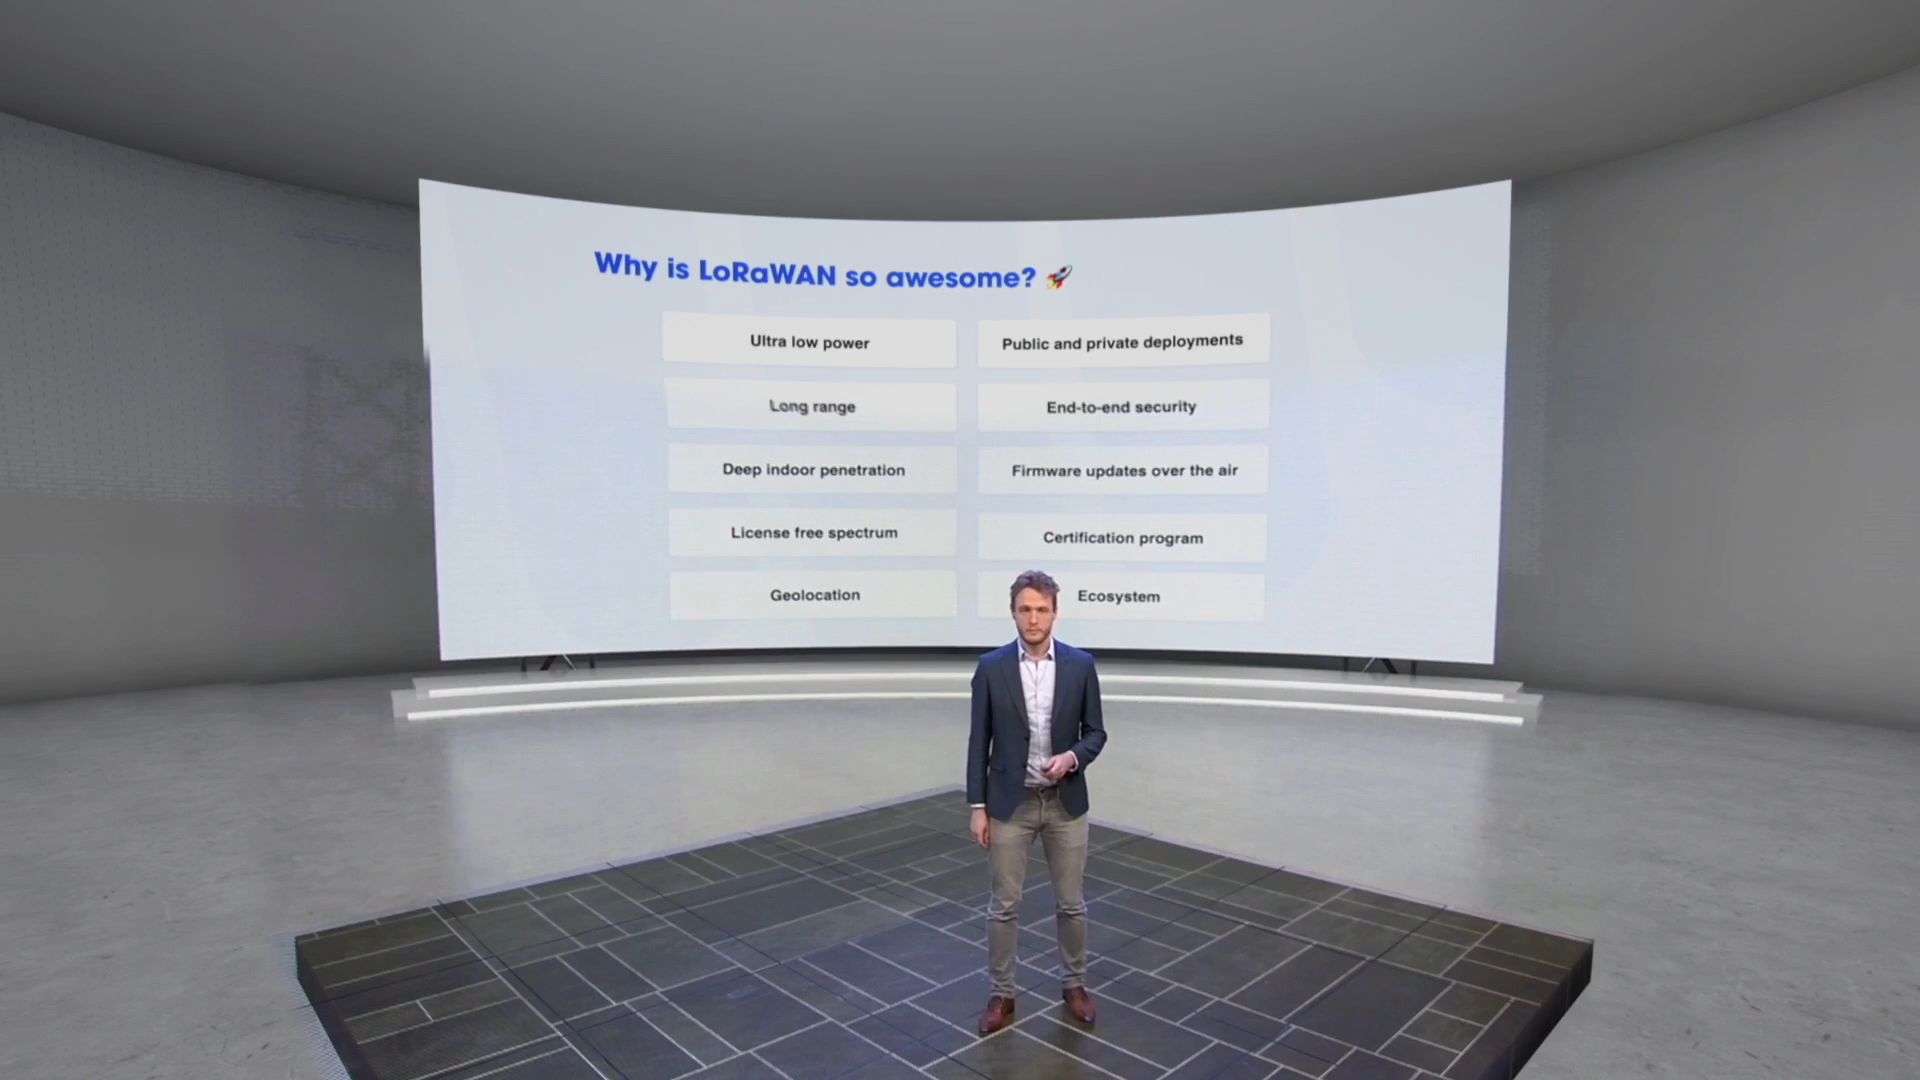 Why is LoRaWAN so awesome? 🚀
Ultra low power
Public and private deployments
Long range
End-to-end security
Deep indoor penetration
Firmware updates over the air
License free spectrum
Certification program
Geolocation
Ecosystem